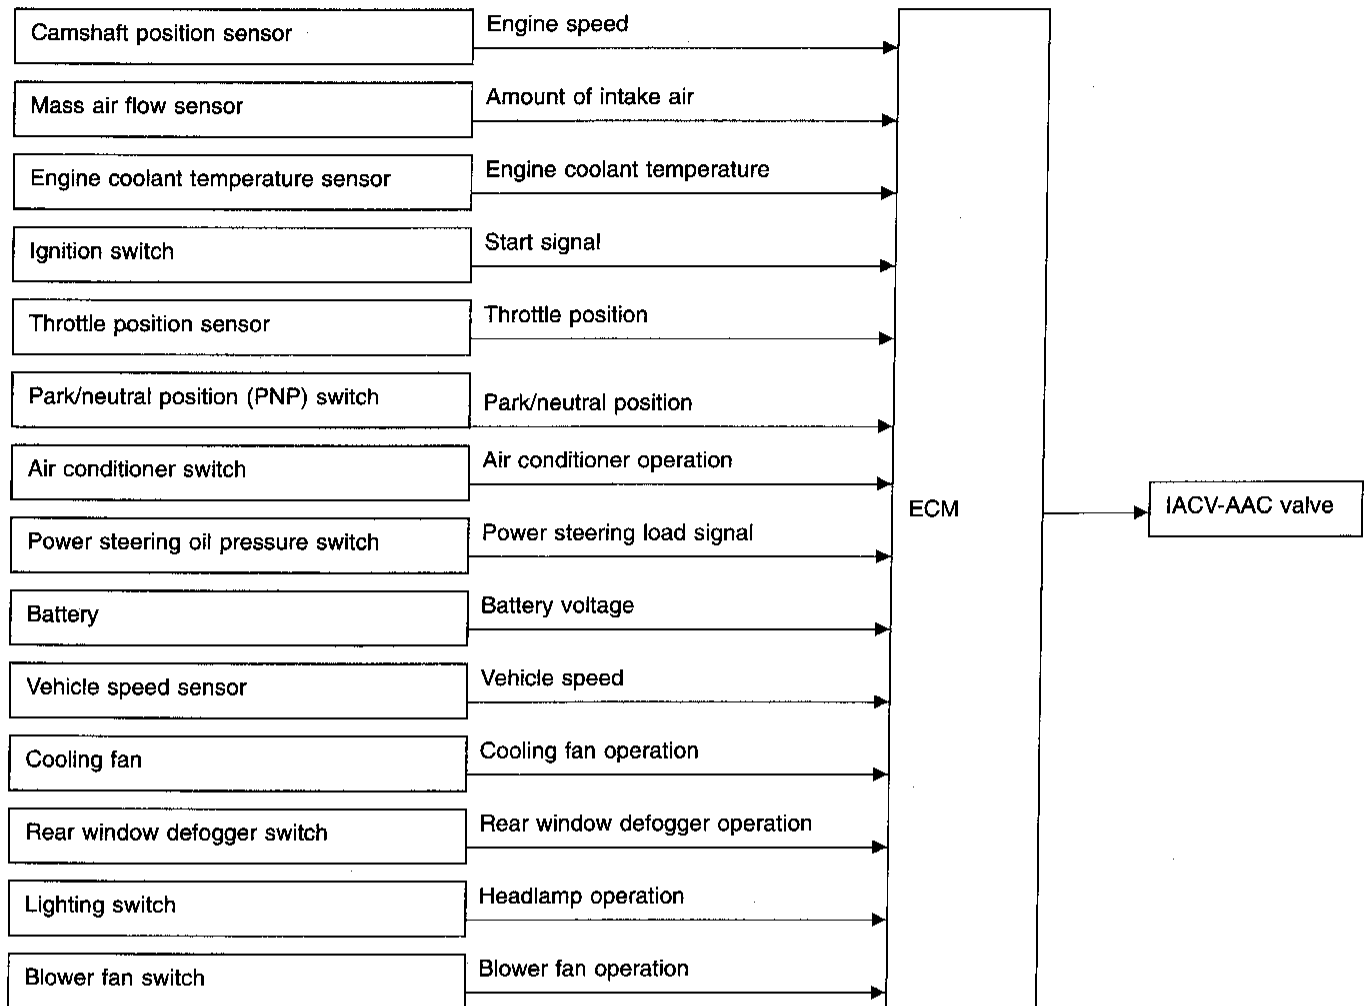 Camshaft position sensor
Engine speed
Mass air flow sensor
Amount of intake air
Engine coolant temperature sensor
Engine coolant temperature
Ignition switch
Start signal
Throttle position sensor
Throttle position
Park/neutral position (PNP) switch
Park/neutral position
Air conditioner switch
Air conditioner operation
Power steering oil pressure switch
Power steering load signal
Battery
Battery voltage
Vehicle speed sensor
Vehicle speed
Cooling fan
Cooling fan operation
Rear window defogger switch
Rear window defogger operation
Lighting switch
Headlamp operation
Blower fan switch
Blower fan operation
ECM
IACV-AAC valve